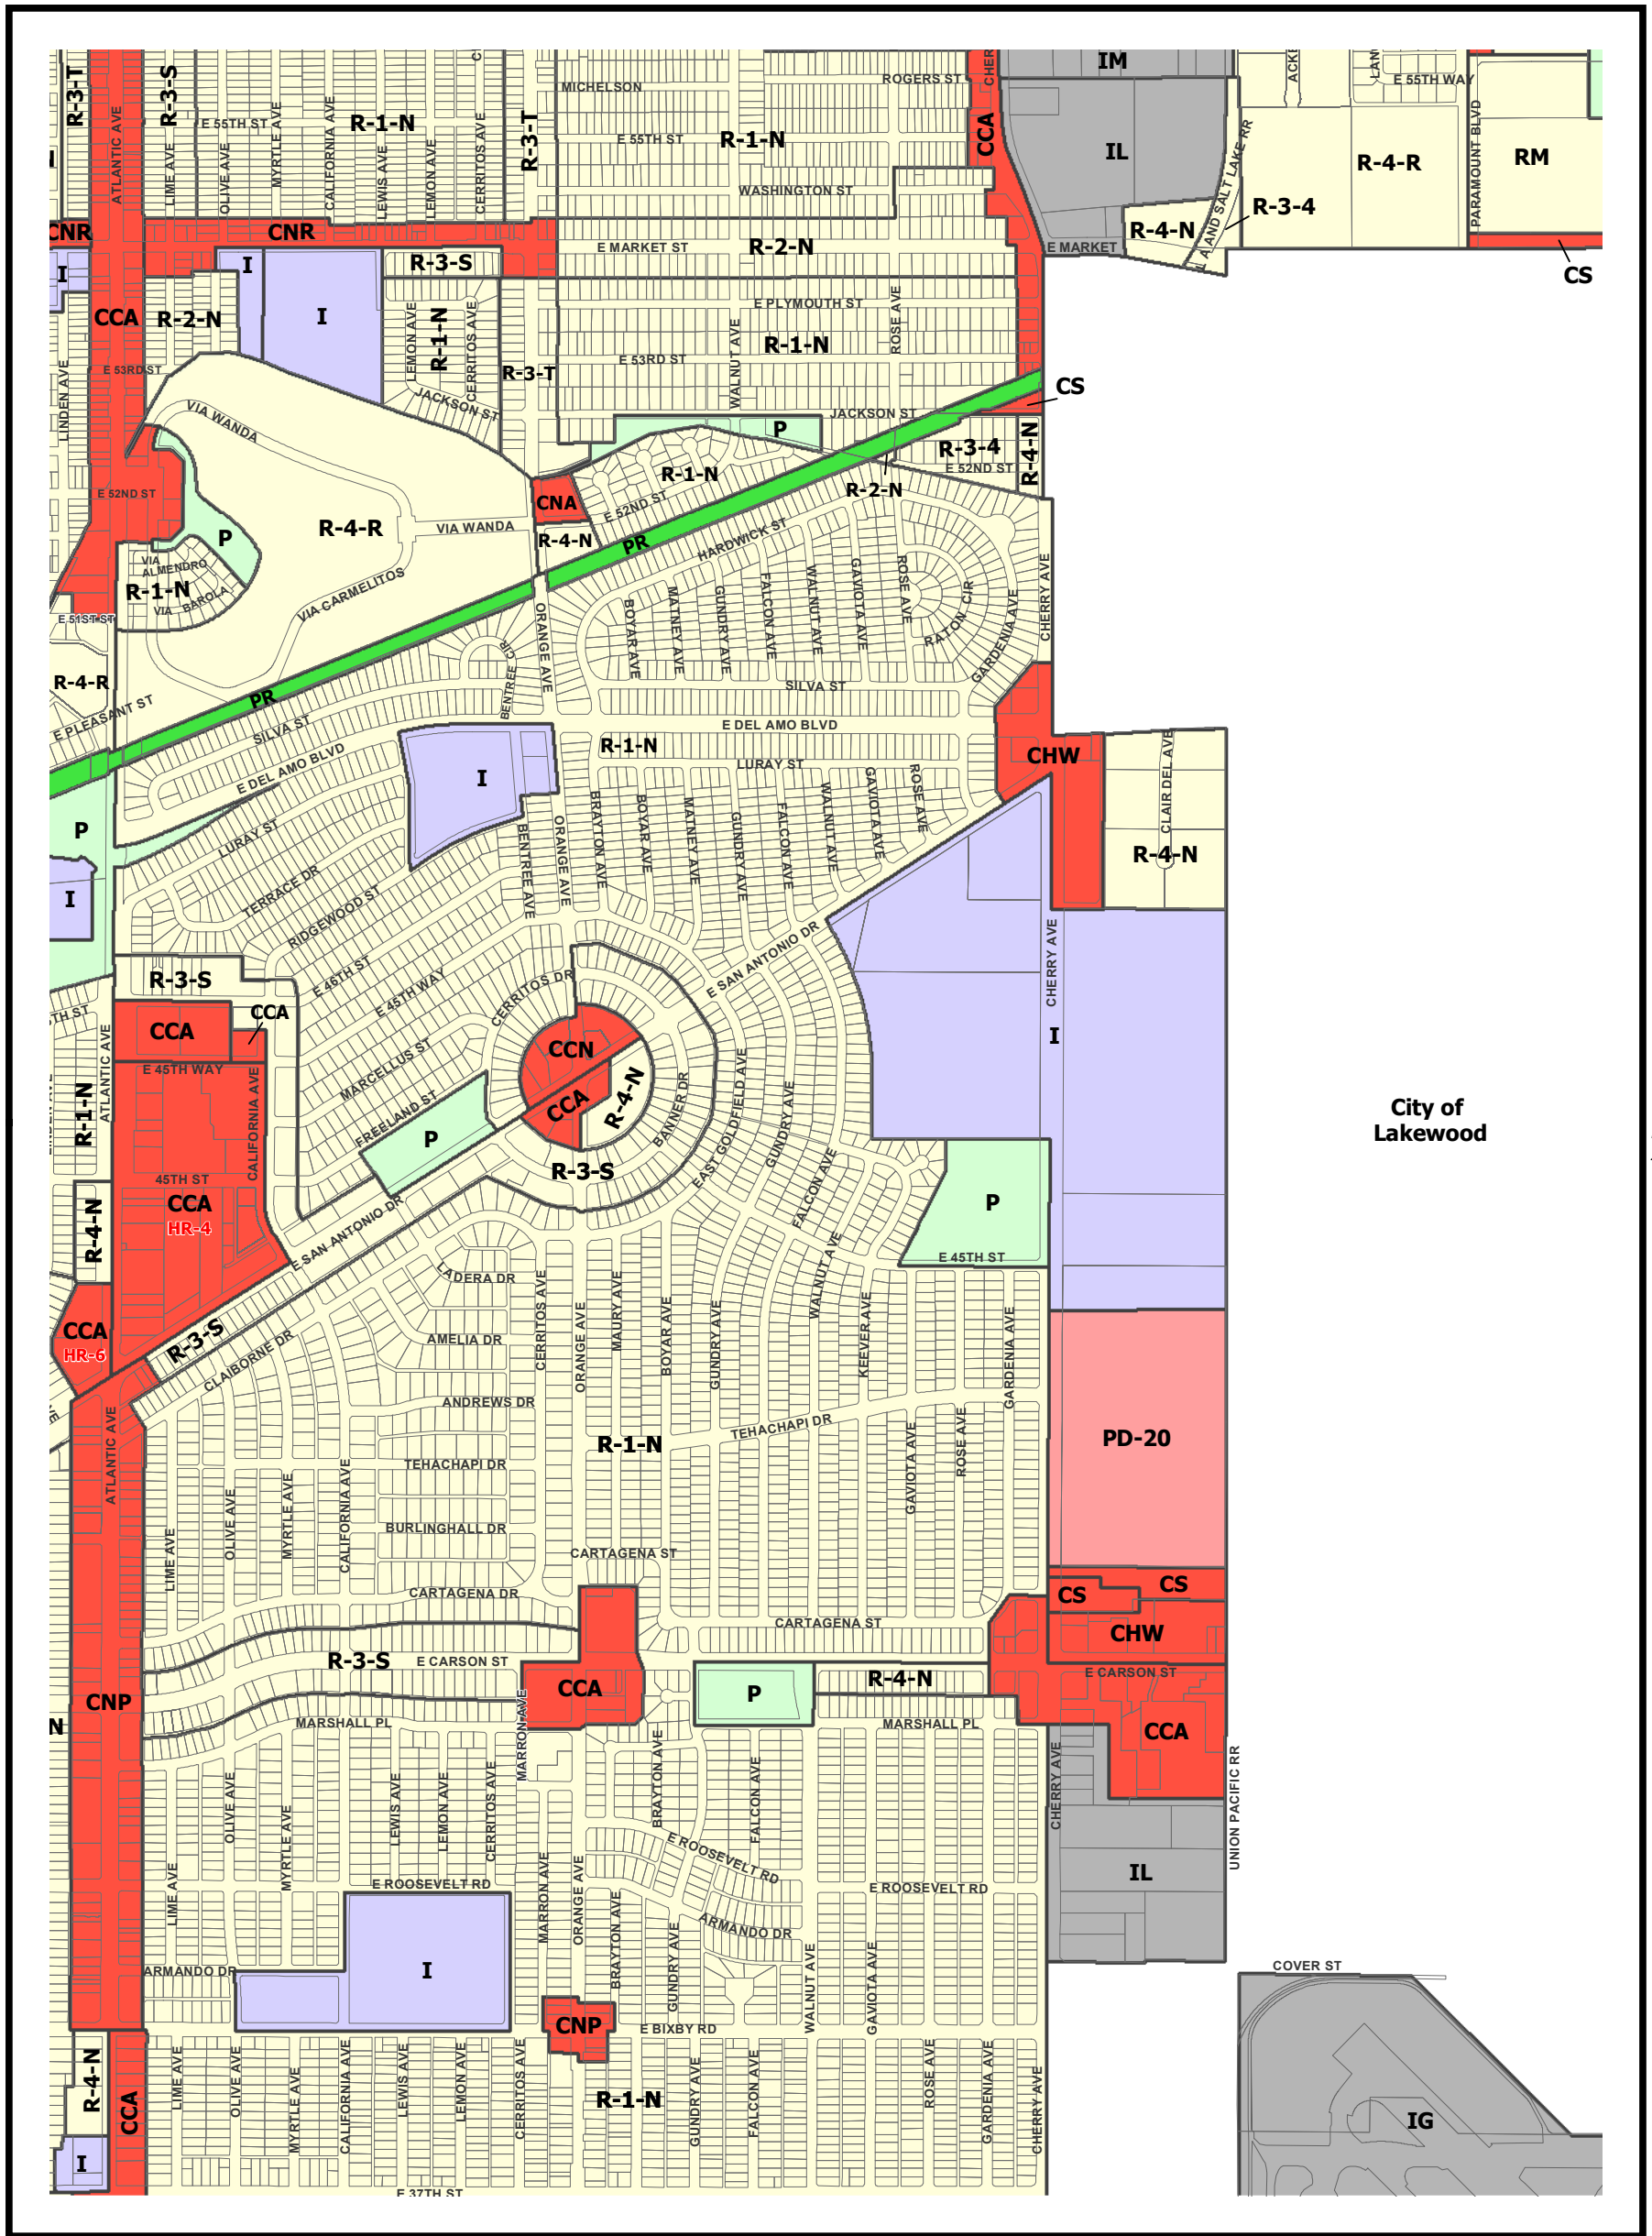 R-3-T
ATLANTIC AVE
R-3-S
LIME AVE
E 55TH ST
OLIVE AVE
MYRTLE AVE
CALIFORNIA AVE
R-1-N
LEWIS AVE
LEMON AVE
CERRITOS AVE
R-3-T
MICHELSON
E 55TH ST
R-1-N
WASHINGTON ST
ROGERS ST
CHER
CCA
IM
IL
E MARKET
R-4-N
L A AND SALT LAKE RR
R-3-4
ACKE
LAN
E 55TH WAY
R-4-R
PARAMOUNT BLVD
RM
CS
CNR
CNR
E MARKET ST
R-2-N
I
I
I
R-3-S
CCA
R-2-N
LEMON AVE
R-1-N
CERRITOS AVE
JACKSON ST
R-3-T
E PLYMOUTH ST
WALNUT AVE
R-1-N
ROSE AVE
E 53RD ST
E 53RD ST
LINDEN AVE
CS
JACKSON ST
P
VIA WANDA
R-3-4
R-4-N
E 52ND ST
E 52ND ST
R-1-N
CNA
E 52ND ST
R-2-N
P
R-4-R
VIA WANDA
R-4-N
PR
HARDWICK ST
VIA
ALMENDRO
R-1-N
VIA BAROLA
VIA CARMELITOS
E 51ST ST
ORANGE AVE
BOYAR AVE
MATNEY AVE
GUNDRY AVE
FALCON AVE
WALNUT AVE
GAVIOTA AVE
ROSE AVE
RATON CIR
GARDENIA AVE
CHERRY AVE
R-4-R
E PLEASANT ST
PR
BENTREE CIR
SILVA ST
SILVA ST
E DEL AMO BLVD
E DEL AMO BLVD
R-1-N
LURAY ST
CHW
CLAIR DEL AVE
R-4-N
I
P
LURAY ST
I
TERRACE DR
RIDGEWOOD ST
BENTREE AVE
ORANGE AVE
BRAYTON AVE
BOYAR AVE
MATNEY AVE
GUNDRY AVE
FALCON AVE
WALNUT AVE
GAVIOTA AVE
ROSE AVE
E SAN ANTONIO DR
CHERRY AVE
I
R-3-S
E 46TH ST
E 45TH WAY
CERRITOS DR
TH ST
CCA
CCA
E 45TH WAY
ATLANTIC AVE
R-1-N
CALIFORNIA AVE
MARCELLUS ST
FREELAND ST
P
CCN
CCA
R-4-N
BANNER DR
R-3-S
EAST GOLDFIELD AVE
GUNDRY AVE
FALCON AVE
WALNUT AVE
P
E 45TH ST
City of
Lakewood
45TH ST
CCA
HR-4
R-4-N
E SAN ANTONIO DR
CCA
HR-6
R-3-S
CLAIBORNE DR
LADERA DR
AMELIA DR
ANDREWS DR
CERRITOS AVE
ORANGE AVE
MAURY AVE
BOYAR AVE
GUNDRY AVE
KEEVER AVE
GARDENIA AVE
TEHACHAPI DR
R-1-N
PD-20
ATLANTIC AVE
TEHACHAPI DR
GAVIOTA AVE
ROSE AVE
LIME AVE
OLIVE AVE
MYRTLE AVE
CALIFORNIA AVE
BURLINGHALL DR
CARTAGENA ST
CARTAGENA DR
CARTAGENA ST
CS
CS
CHW
R-3-S
E CARSON ST
CCA
P
R-4-N
E CARSON ST
CCA
CNP
N
MARSHALL PL
MARSHALL PL
MARRON AVE
OLIVE AVE
MYRTLE AVE
LEWIS AVE
LEMON AVE
CERRITOS AVE
BRAYTON AVE
FALCON AVE
E ROOSEVELT RD
CHERRY AVE
UNION PACIFIC RR
IL
E ROOSEVELT RD
E ROOSEVELT RD
LIME AVE
MARRON AVE
ORANGE AVE
BRAYTON AVE
GUNDRY AVE
ARMANDO DR
WALNUT AVE
GAVIOTA AVE
ARMANDO DR
I
COVER ST
CNP
E BIXBY RD
R-4-N
CCA
LIME AVE
OLIVE AVE
MYRTLE AVE
CALIFORNIA AVE
LEWIS AVE
LEMON AVE
CERRITOS AVE
R-1-N
GUNDRY AVE
FALCON AVE
ROSE AVE
GARDENIA AVE
CHERRY AVE
IG
I
E 37TH ST